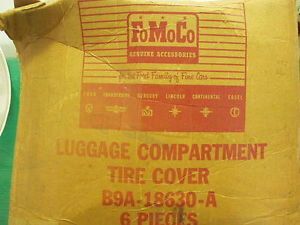 FoMoCo
GENUINE ACCESSORIES
for the Ford Family of Fine Cars
FORD THUNDERBIRD MERCURY LINCOLN CONTINENTAL EDSEL
LUGGAGE COMPARTMENT
TIRE COVER
B9A-18630-A
6 PIECES